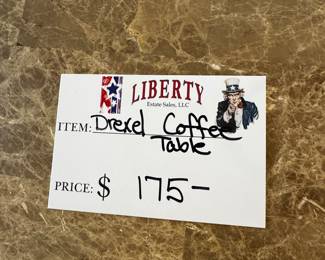 LIBERTY
Estate Sales, LLC
ITEM: Drexel Coffee
Table
PRICE: $ 175-